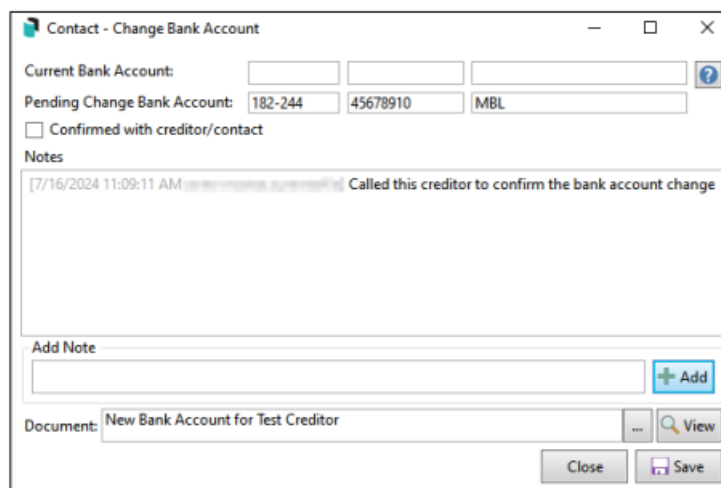 Contact - Change Bank Account
Current Bank Account:
Pending Change Bank Account: 182-244 45678910 MBL
Confirmed with creditor/contact
Notes
[7/16/2024 11:09:11 AM Called this creditor to confirm the bank account change
Add Note
Add
Document: New Bank Account for Test Creditor ... View
Close Save